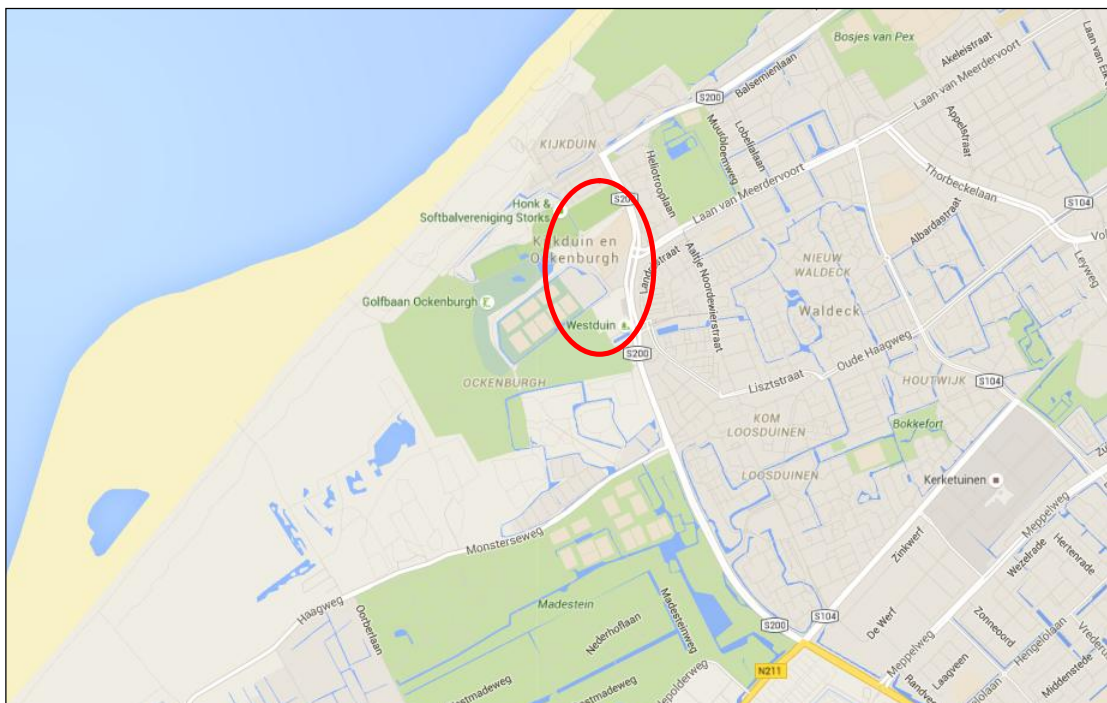 Bosjes van Pex
Akeleistraat
Laan van Meerdervoort
S200
Balsemienlaan
Appelstraat
KIJKDUIN
Muurbloemweg
Lobelialaan
Heliotrooplaan
Thorbeckelaan
Laan van Meerdervoort
S104
Honk &
Softbalvereniging Storks
Kijkduin en
Ockenburgh
Albardastraat
Leyweg
Aaltje Noordewierstraat
NIEUW
WALDECK
Golfbaan Ockenburgh
Waldeck
Westduin
S200
Oude Haagweg
OCKENBURGH
Lisztstraat
HOUTWIJK
S104
KOM
LOOSDUINEN
Bokkefort
LOOSDUINEN
Kerketuinen
Meppelweg
Monsterseweg
Zinkwerf
Wezelrade
Hertenrade
Haagweg
Oorberlaan
Madestein
Madesteinweg
Nederhoflaan
S200
S104
De Werf
Zonneoord
Hengelolaan
Meppelweg
N211
Laagveen
Middenstede